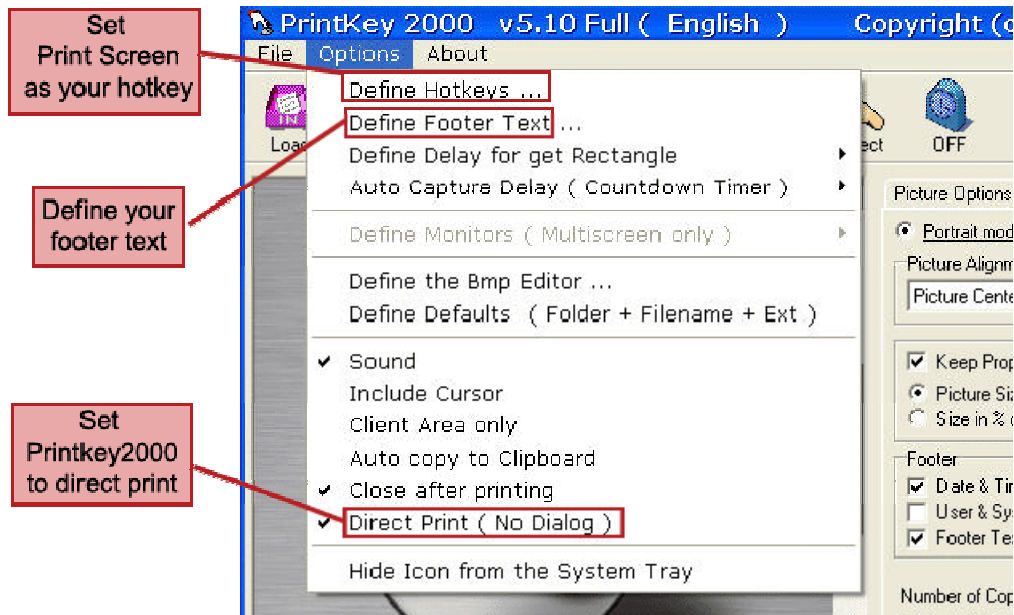 Set
Print Screen
as your hotkey
Define your
footer text
Set
Printkey2000
to direct print
PrintKey 2000 v5.10 Full ( English ) Copyright (c
File Options About
IN
OFF
Define Hotkeys ...
Define Footer Text ...
Define Delay for get Rectangle
Auto Capture Delay ( Countdown Timer )
Define Monitors ( Multiscreen only )
Define the Bmp Editor ...
Define Defaults ( Folder + Filename + Ext )
Sound
Include Cursor
Client Area only
Auto copy to Clipboard
Close after printing
Direct Print ( No Dialog )
Hide Icon from the System Tray
Picture Options
Portrait mod
Picture Alignm
Picture Cente
Keep Prop
Picture Siz
Size in %
Footer
Date & Tim
User & Sy
Footer Te
Number of Cop